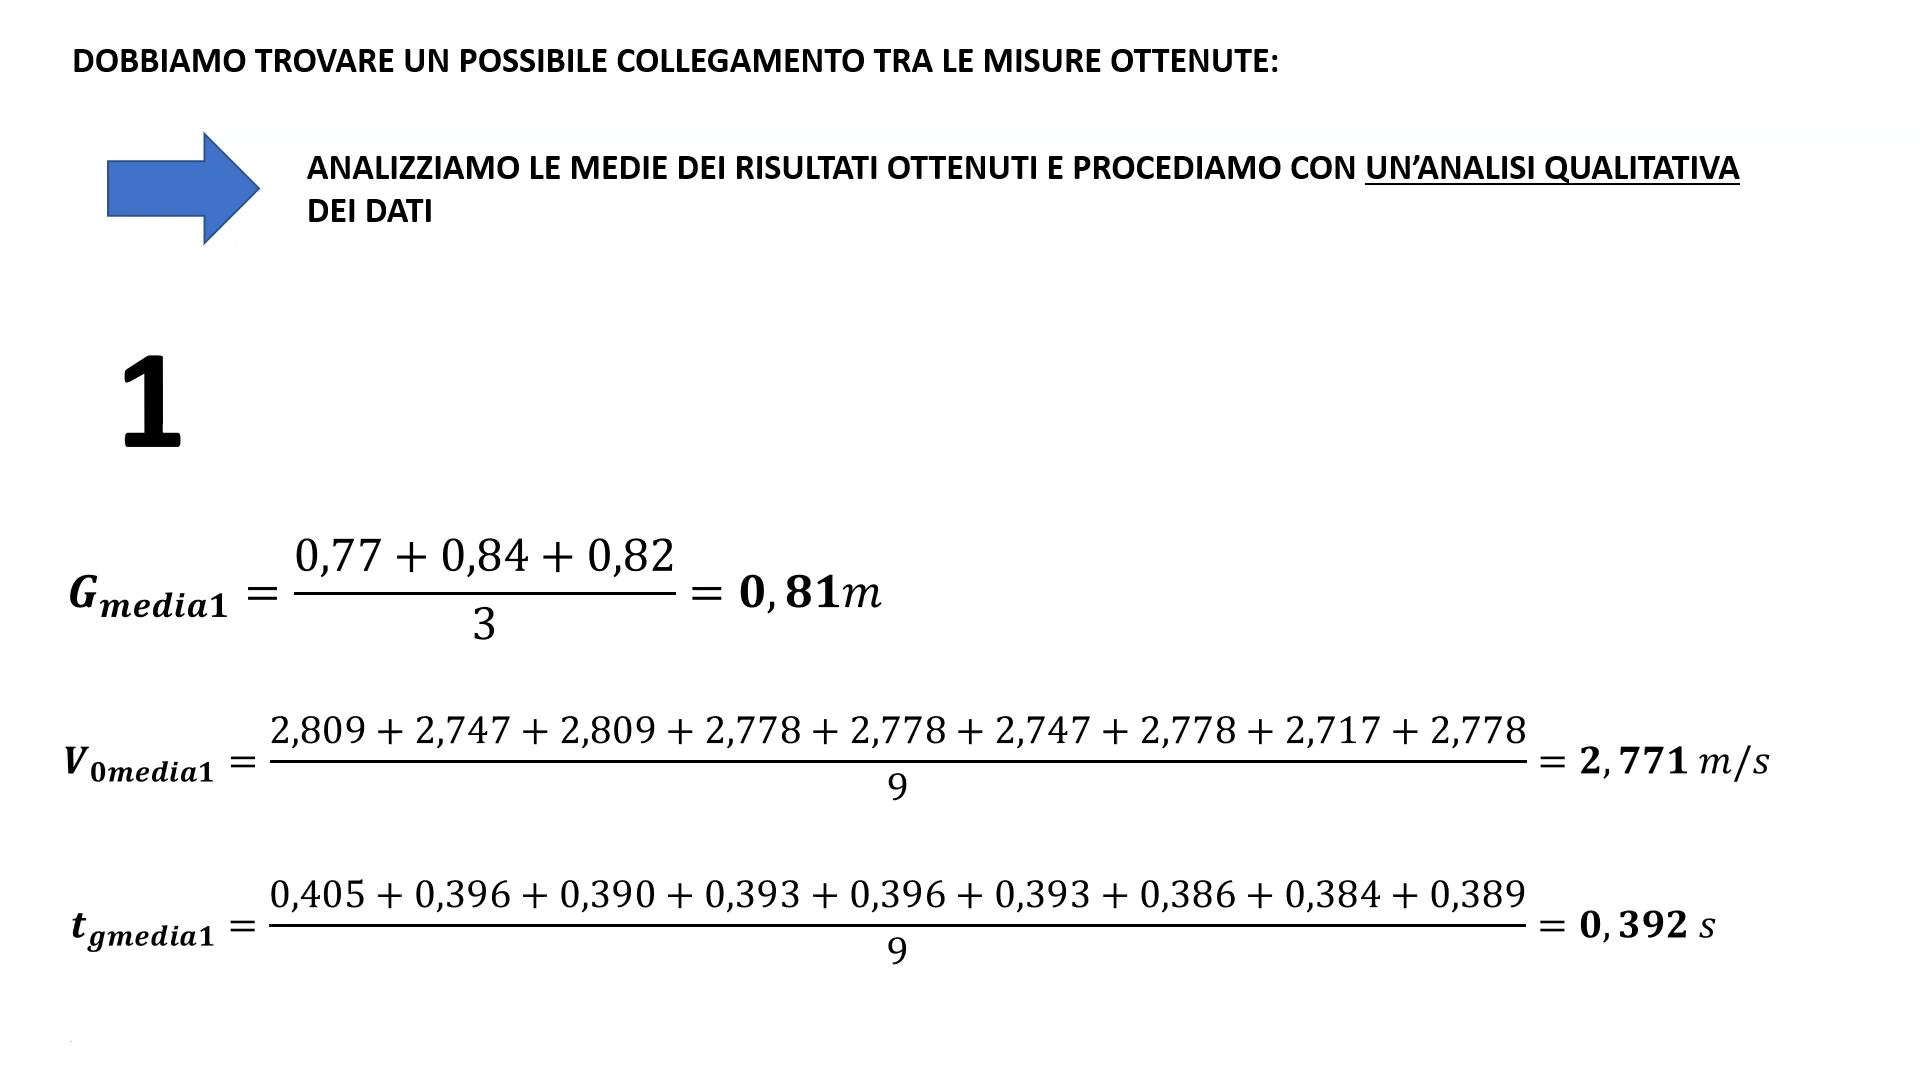 DOBBIAMO TROVARE UN POSSIBILE COLLEGAMENTO TRA LE MISURE OTTENUTE:
ANALIZZIAMO LE MEDIE DEI RISULTATI OTTENUTI E PROCEDIAMO CON UN’ANALISI QUALITATIVA
DEI DATI
1
G_media1 = (0,77 + 0,84 + 0,82)/3 = 0,81m
V_0media1 = (2,809 + 2,747 + 2,809 + 2,778 + 2,778 + 2,747 + 2,778 + 2,717 + 2,778)/9 = 2,771 m/s
t_gmedia1 = (0,405 + 0,396 + 0,390 + 0,393 + 0,396 + 0,393 + 0,386 + 0,384 + 0,389)/9 = 0,392 s